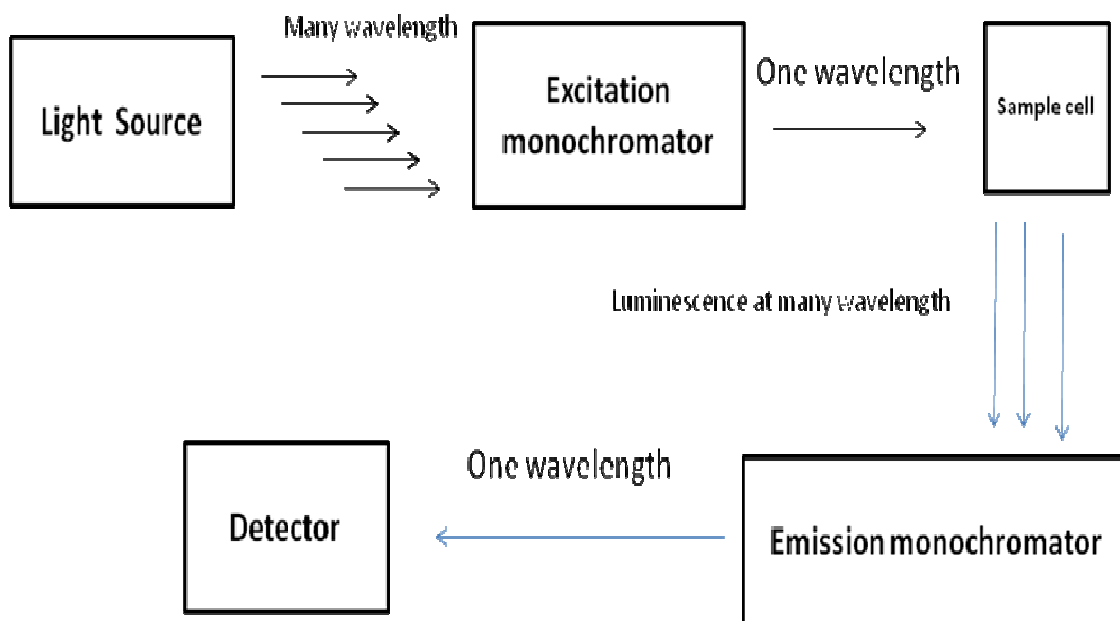 Many wavelength
Light Source
Excitation
monochromator
One wavelength
Sample cell
Luminescence at many wavelength
Detector
One wavelength
Emission monochromator